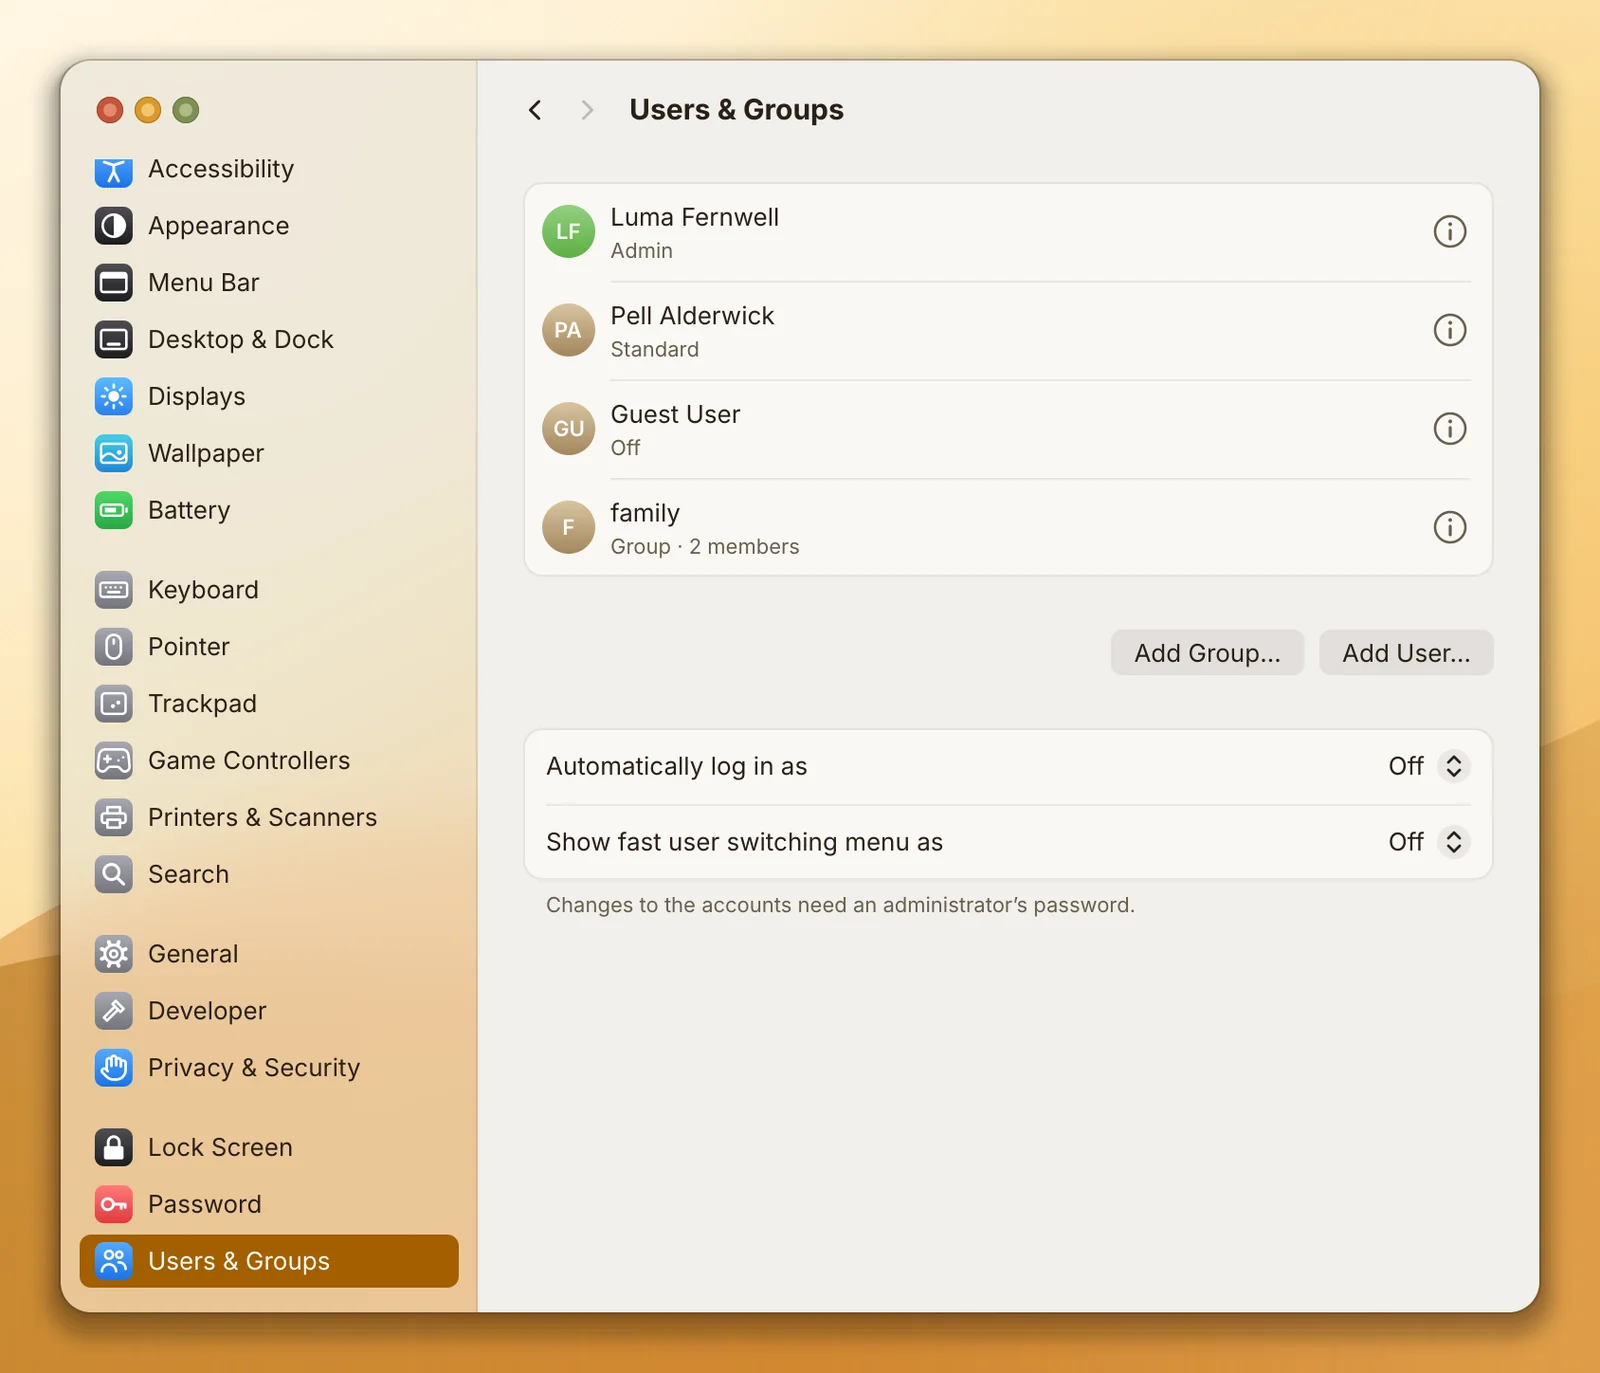 Accessibility
Appearance
Menu Bar
Desktop & Dock
Displays
Wallpaper
Battery
Keyboard
Pointer
Trackpad
Game Controllers
Printers & Scanners
Search
General
Developer
Privacy & Security
Lock Screen
Password
Users & Groups
Users & Groups
LF
Luma Fernwell
Admin
PA
Pell Alderwick
Standard
GU
Guest User
Off
F
family
Group · 2 members
Add Group...
Add User...
Automatically log in as
Off
Show fast user switching menu as
Off
Changes to the accounts need an administrator’s password.